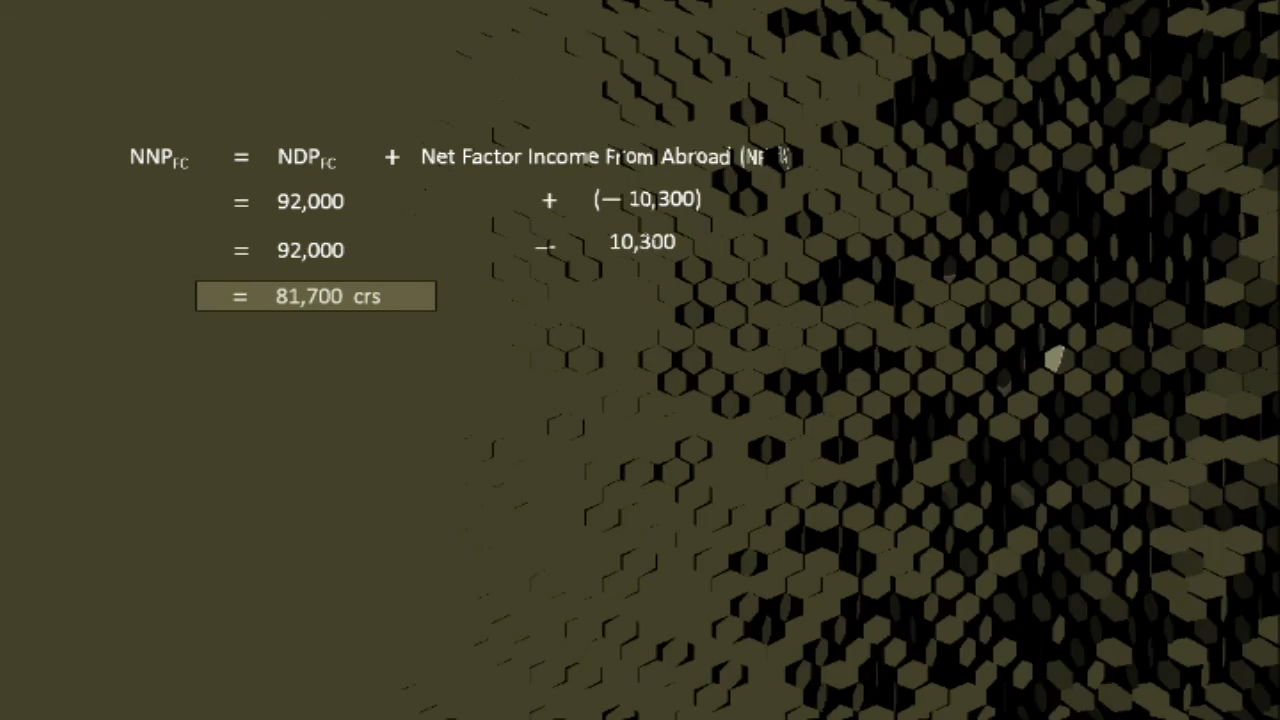 NNPFC = NDPFC + Net Factor Income From Abroad
= 92,000 + (— 10,300)
= 92,000 — 10,300
= 81,700 crs